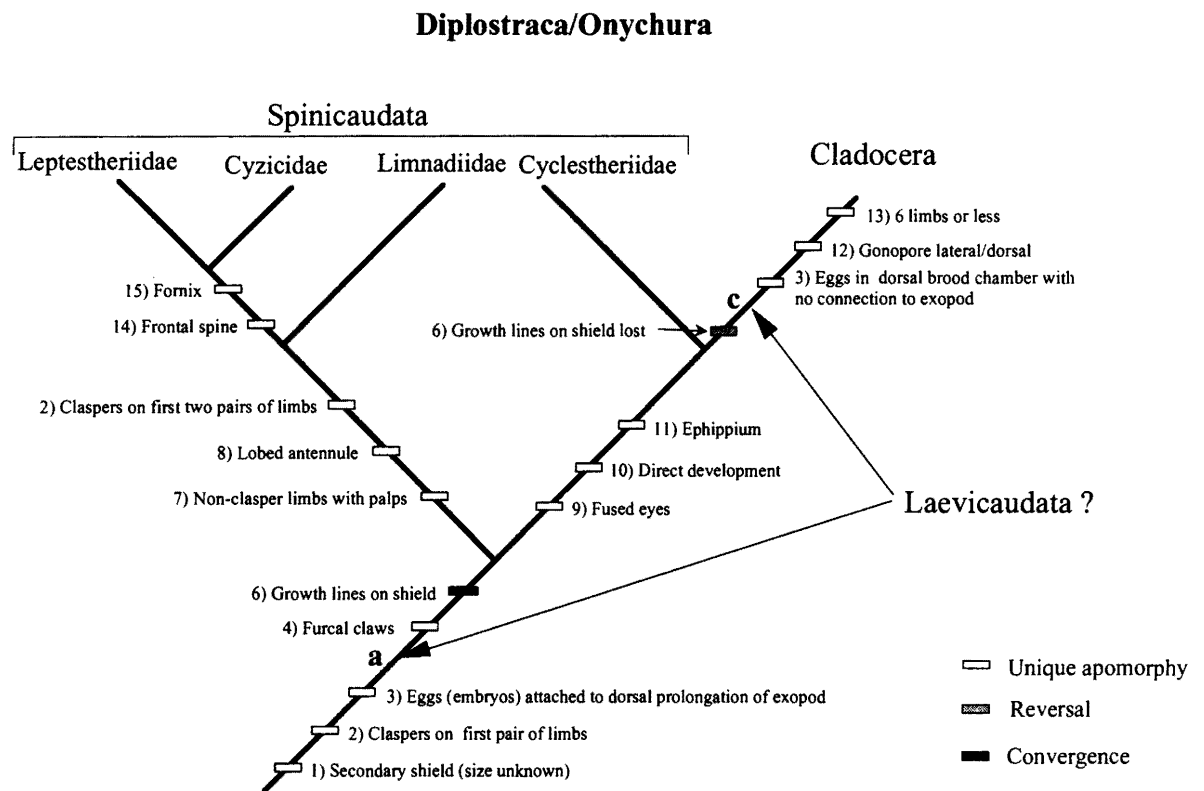 Diplostraca/Onychura
Spinicaudata
Leptestheriidae
Cyzicidae
Limnadiidae
Cyclestheriidae
Cladocera
13) 6 limbs or less
12) Gonopore lateral/dorsal
3) Eggs in dorsal brood chamber with
no connection to exopod
c
15) Fornix
14) Frontal spine
6) Growth lines on shield lost
2) Claspers on first two pairs of limbs
11) Ephippium
8) Lobed antennule
10) Direct development
7) Non-clasper limbs with palps
9) Fused eyes
Laevicaudata ?
6) Growth lines on shield
4) Furcal claws
a
3) Eggs (embryos) attached to dorsal prolongation of exopod
2) Claspers on first pair of limbs
1) Secondary shield (size unknown)
Unique apomorphy
Reversal
Convergence